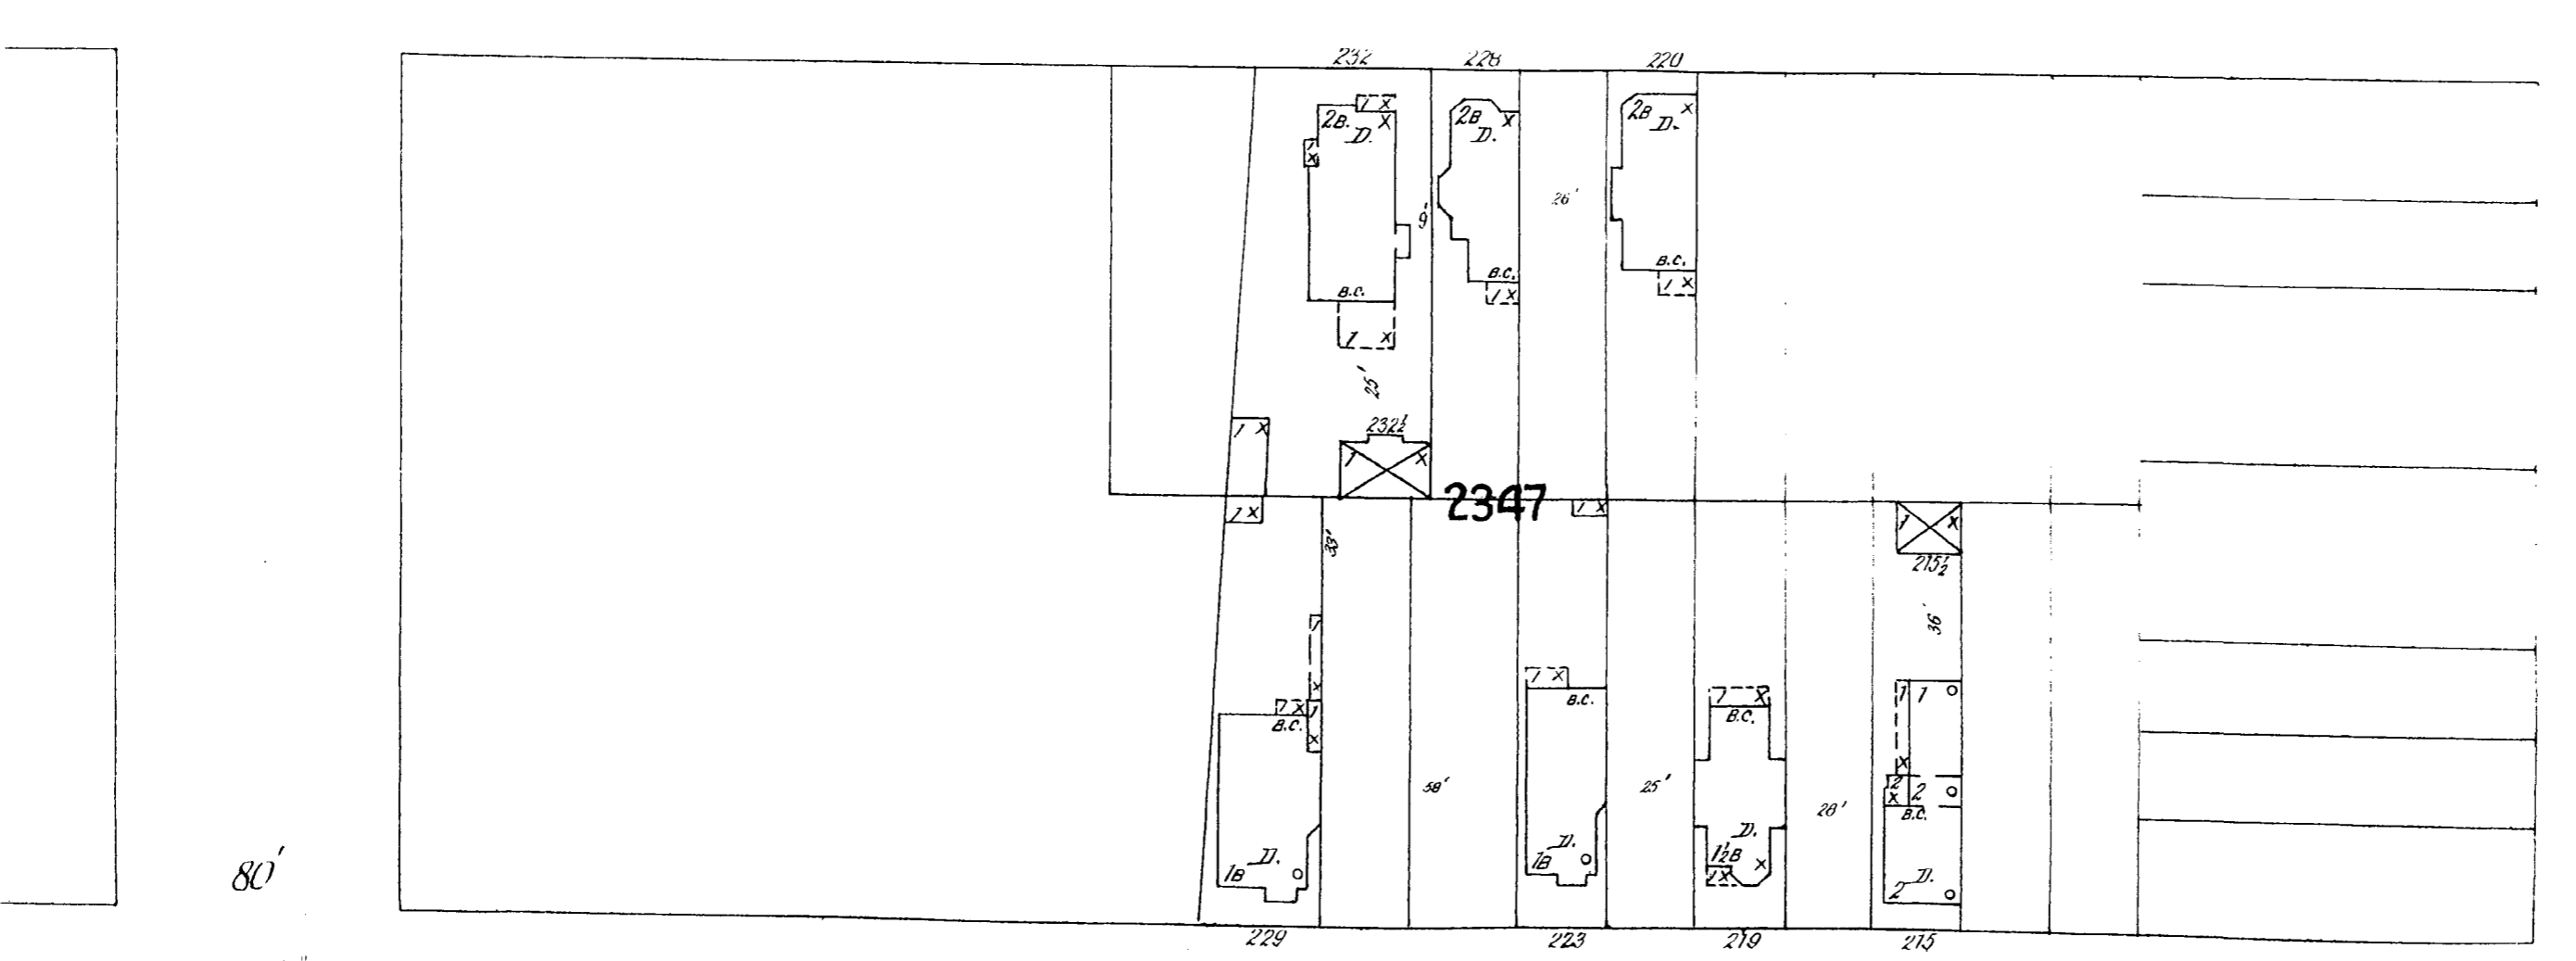 232 228 220
1 X
2B. X
D.
1 X
2B X
D.
2B X
D.
26'
9'
B.C.
B.C.
B.C.
1 X
1 X
1 X
25'
232½
1 X
1 X
2347
1 X
1 X
1 X
33'
215½
36'
1
X
1 X
B.C.
1
X
1 X
B.C.
1 X
B.C.
1
X
1 O
2
X
2 O
B.C.
58'
25'
28'
D.
1B O
D.
1B O
D.
1½B X
1 X
D.
2 O
80'
229 223 219 215